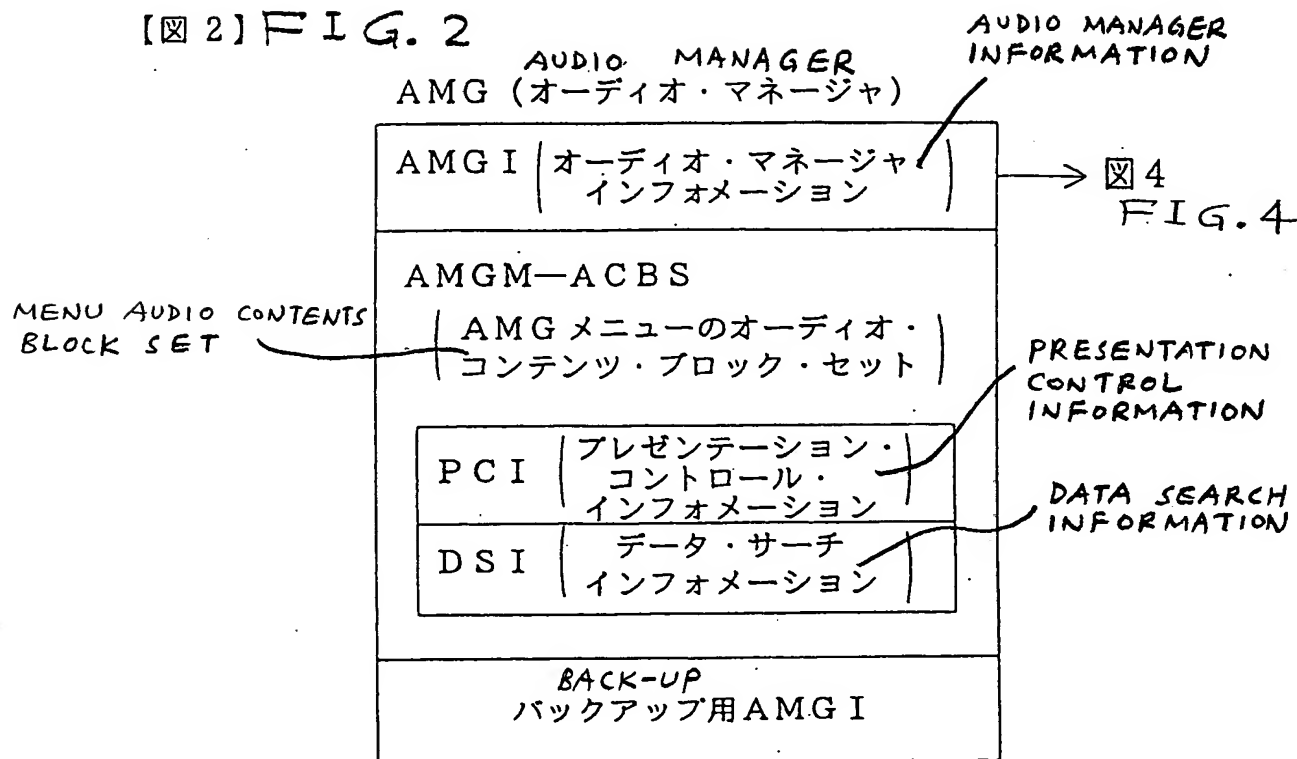 【図2】FIG. 2
AUDIO MANAGER
INFORMATION
AUDIO MANAGER
AMG (オーディオ・マネージャ)
AMGI (オーディオ・マネージャ
インフォメーション)
図4
FIG. 4
AMGM—ACBS
MENU AUDIO CONTENTS
BLOCK SET
(AMGメニューのオーディオ・
コンテンツ・ブロック・セット)
PRESENTATION
CONTROL
INFORMATION
PCI (プレゼンテーション・
コントロール・
インフォメーション)
DATA SEARCH
INFORMATION
DSI (データ・サーチ
インフォメーション)
BACK-UP
バックアップ用AMGI